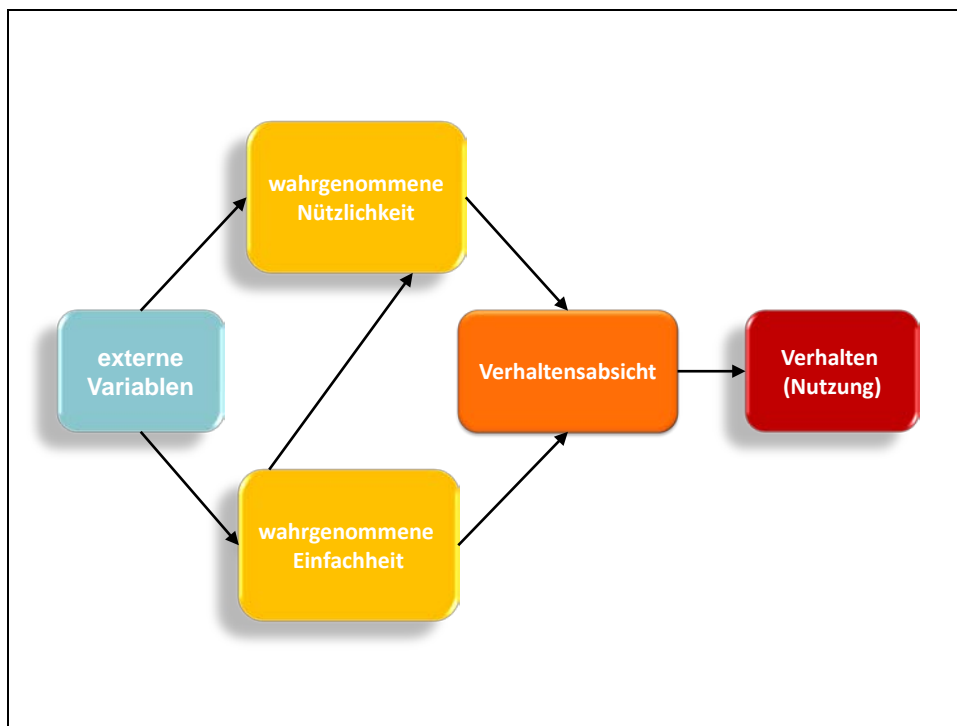 wahrgenommene
Nützlichkeit
externe
Variablen
Verhaltensabsicht
Verhalten
(Nutzung)
wahrgenommene
Einfachheit